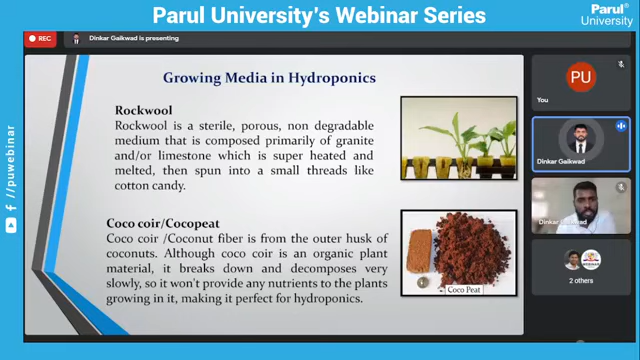 Parul University's Webinar Series
Parul®
University
REC
Dinkar Gaikwad is presenting
Growing Media in Hydroponics
Rockwool
Rockwool is a sterile, porous, non degradable
medium that is composed primarily of granite
and/or limestone which is super heated and
melted, then spun into a small threads like
cotton candy.
Coco coir/Cocopeat
Coco coir /Coconut fiber is from the outer husk of
coconuts. Although coco coir is an organic plant
material, it breaks down and decomposes very
slowly, so it won't provide any nutrients to the plants
growing in it, making it perfect for hydroponics.
Coco Peat
PU
You
Dinkar Gaikwad
Dinkar Gaikwad
WEBINAR
2 others
/puwebinar